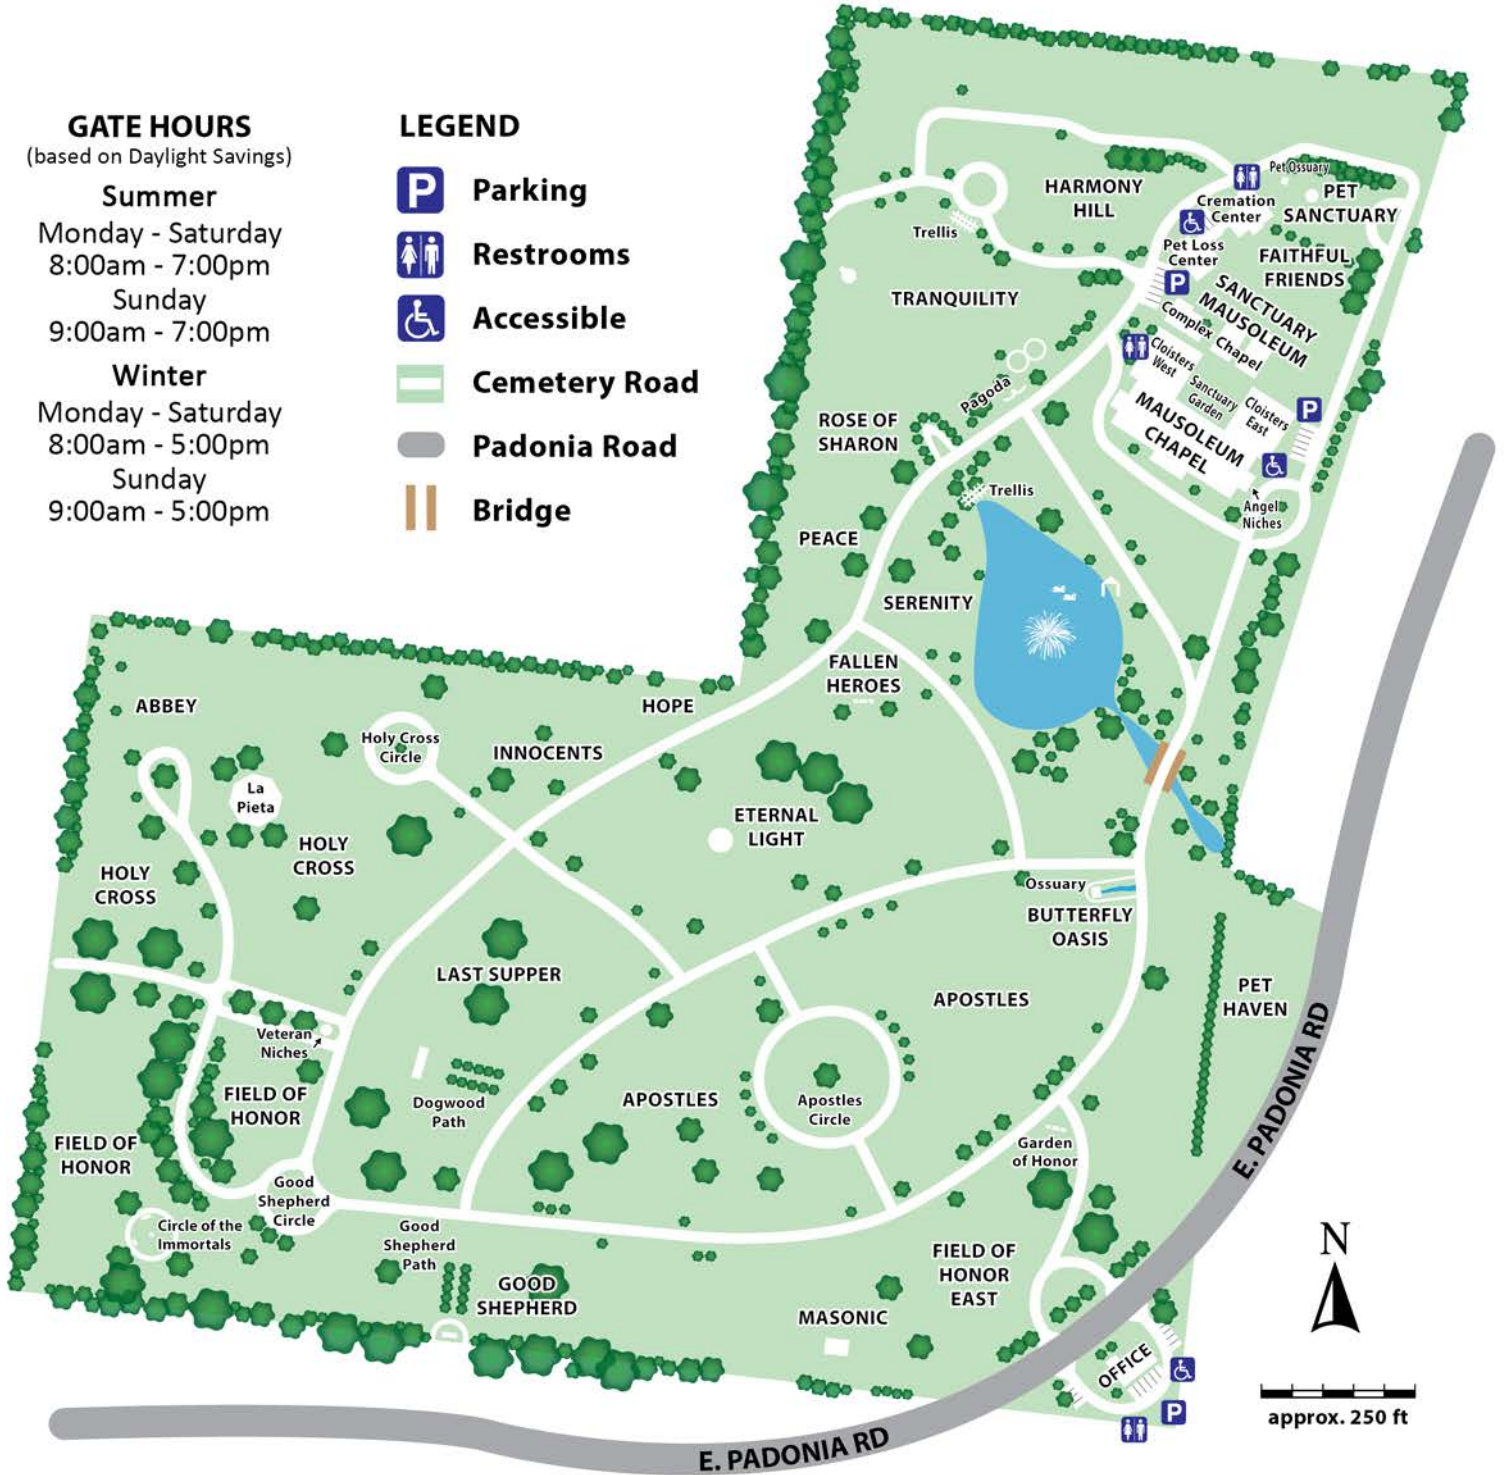 GATE HOURS
(based on Daylight Savings)
Summer
Monday - Saturday
8:00am - 7:00pm
Sunday
9:00am - 7:00pm
Winter
Monday - Saturday
8:00am - 5:00pm
Sunday
9:00am - 5:00pm
LEGEND
P Parking
Restrooms
Accessible
Cemetery Road
Padonia Road
Bridge
HARMONY
HILL
Pet Ossuary
PET
SANCTUARY
Cremation
Center
Trellis
Pet Loss
Center
FAITHFUL
FRIENDS
P
TRANQUILITY
SANCTUARY
MAUSOLEUM
Complex Chapel
Cloisters
West
Sanctuary
Garden
Cloisters
East
P
MAUSOLEUM
CHAPEL
Angel
Niches
Pagoda
ROSE OF
SHARON
Trellis
PEACE
SERENITY
FALLEN
HEROES
ABBEY
HOPE
Holy Cross
Circle
INNOCENTS
La
Pieta
ETERNAL
LIGHT
HOLY
CROSS
HOLY
CROSS
Ossuary
BUTTERFLY
OASIS
LAST SUPPER
APOSTLES
PET
HAVEN
Veteran
Niches
FIELD OF
HONOR
Dogwood
Path
APOSTLES
Apostles
Circle
FIELD OF
HONOR
Garden
of Honor
E. PADONIA RD
Good
Shepherd
Circle
Circle of the
Immortals
Good
Shepherd
Path
GOOD
SHEPHERD
FIELD OF
HONOR
EAST
MASONIC
N
OFFICE
P
approx. 250 ft
E. PADONIA RD